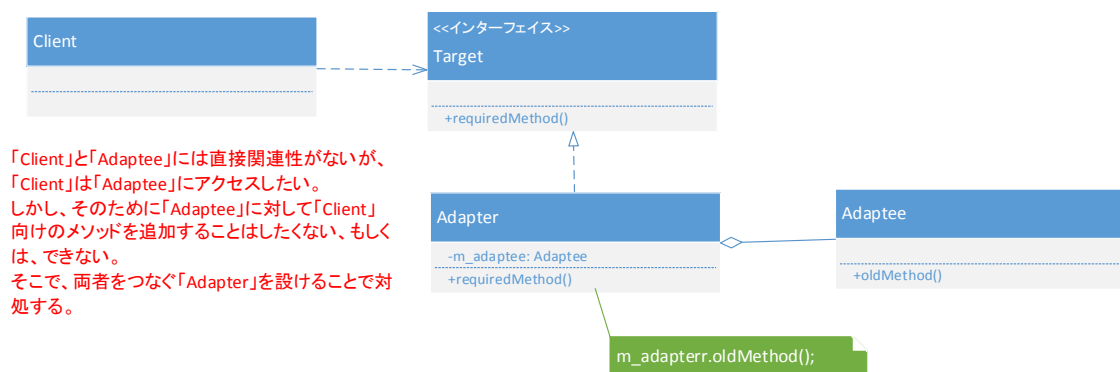 Client
<<インターフェイス>>
Target
+requiredMethod()
「Client」と「Adaptee」には直接関連性がないが、
「Client」は「Adaptee」にアクセスしたい。
しかし、そのために「Adaptee」に対して「Client」
向けのメソッドを追加することはしたくない、もしく
は、できない。
そこで、両者をつなぐ「Adapter」を設けることで対
処する。
Adapter
-m_adaptee: Adaptee
+requiredMethod()
Adaptee
+oldMethod()
m_adapterr.oldMethod();